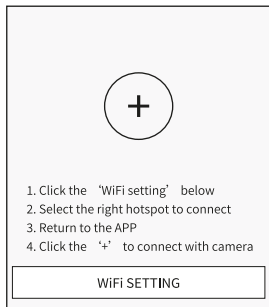 +
1. Click the ‘WiFi setting’ below
2. Select the right hotspot to connect
3. Return to the APP
4. Click the ‘+’ to connect with camera
WiFi SETTING